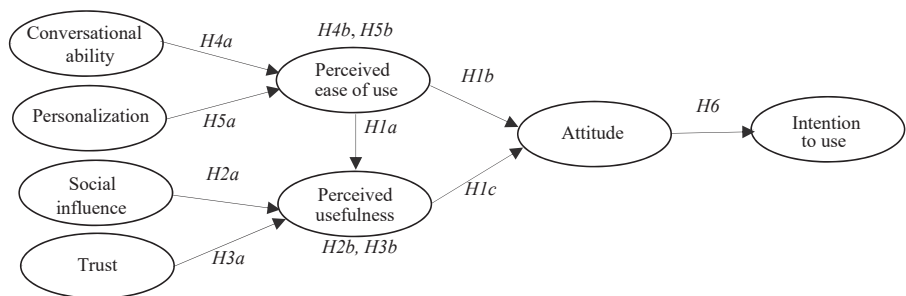 Conversational
ability
H4a
H4b, H5b
Perceived
ease of use
H1b
Personalization
H5a
H1a
Attitude
H6
Intention
to use
Social
influence
H2a
Perceived
usefulness
H1c
H2b, H3b
Trust
H3a